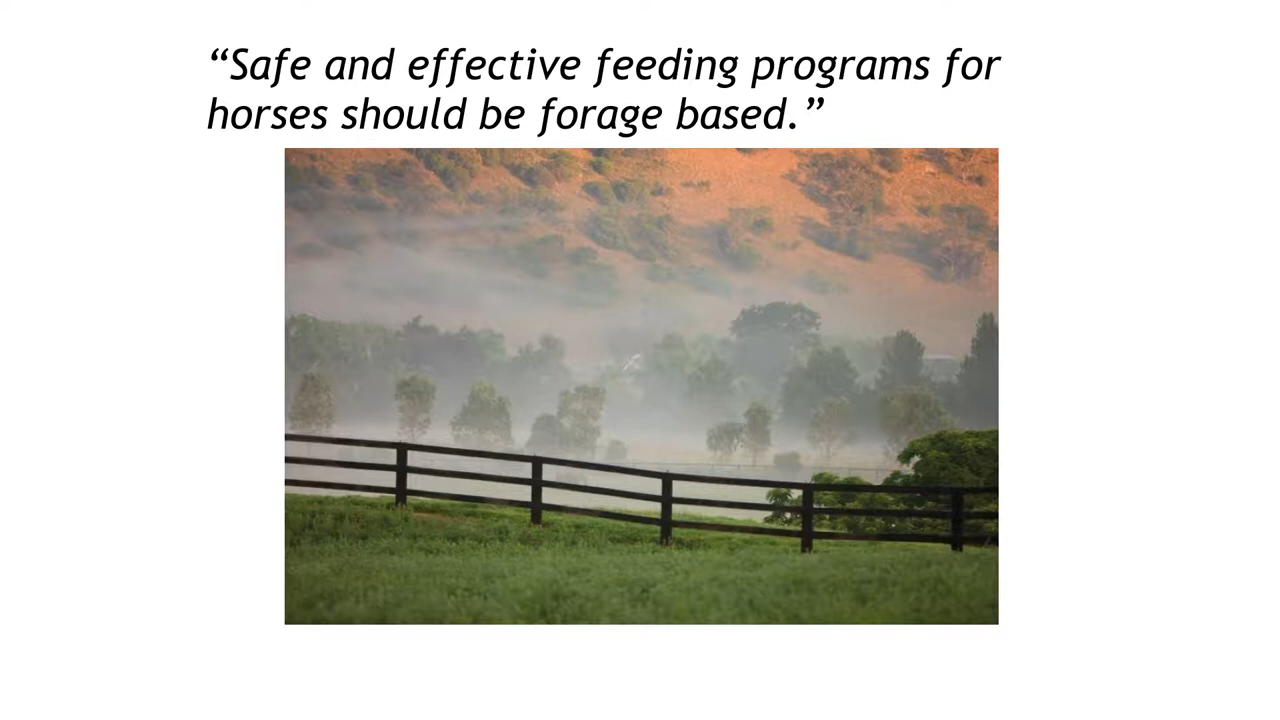 “Safe and effective feeding programs for
horses should be forage based.”